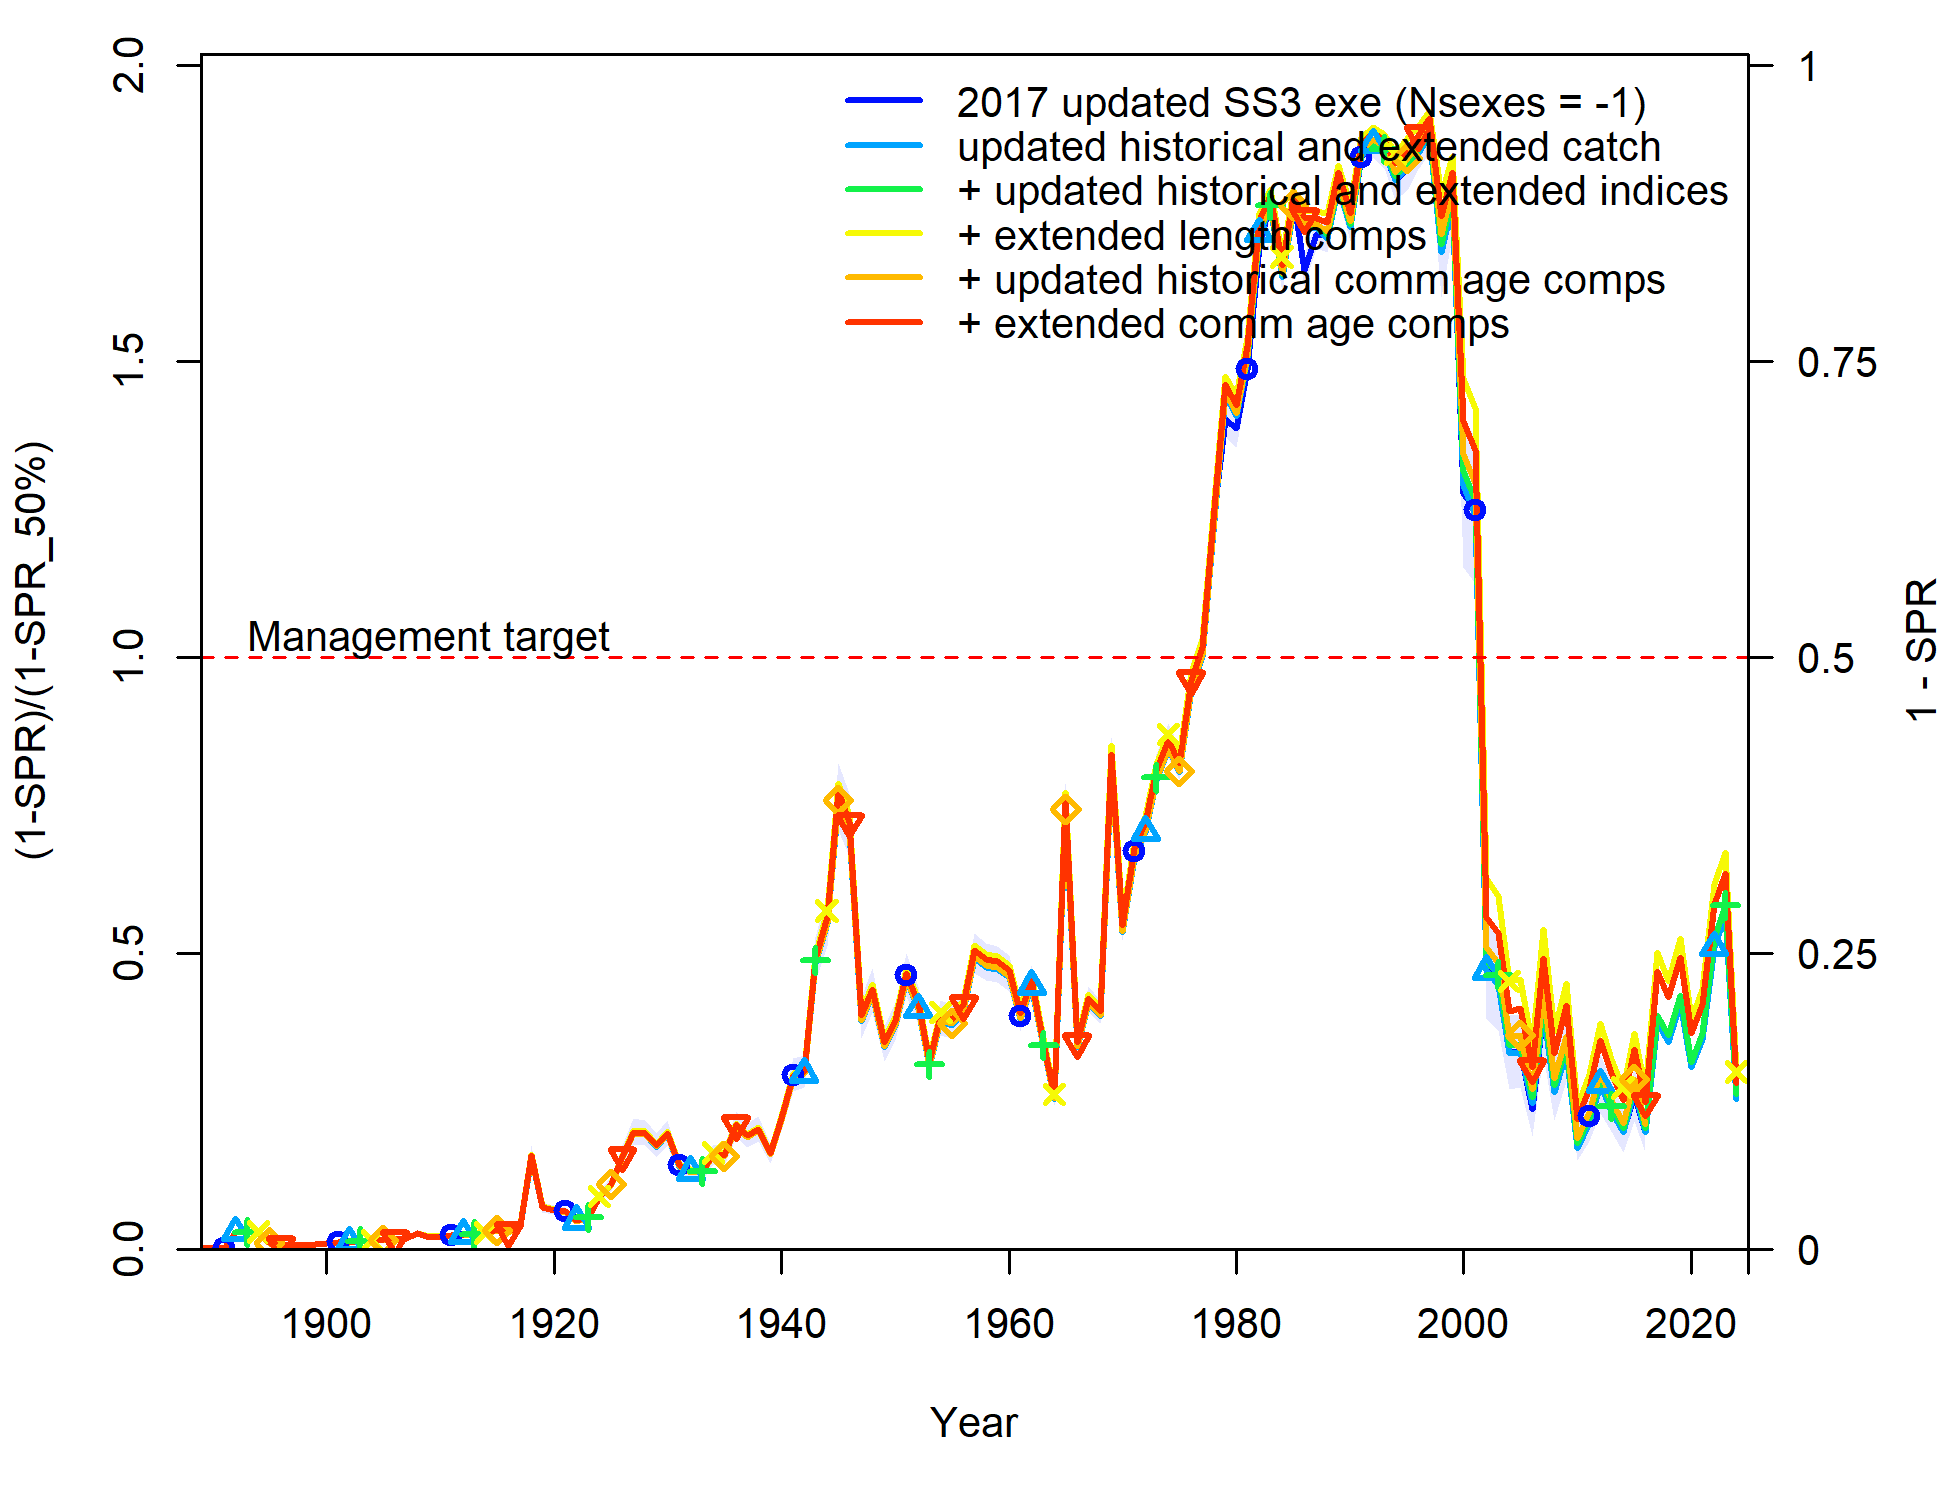 2017 updated SS3 exe (Nsexes = -1)
updated historical and extended catch
+ updated historical and extended indices
+ extended length comps
+ updated historical comm age comps
+ extended comm age comps
Management target
(1-SPR)/(1-SPR_50%)
2.0
1.5
1.0
0.5
0.0
1
0.75
0.5
0.25
0
1 - SPR
1900 1920 1940 1960 1980 2000 2020
Year